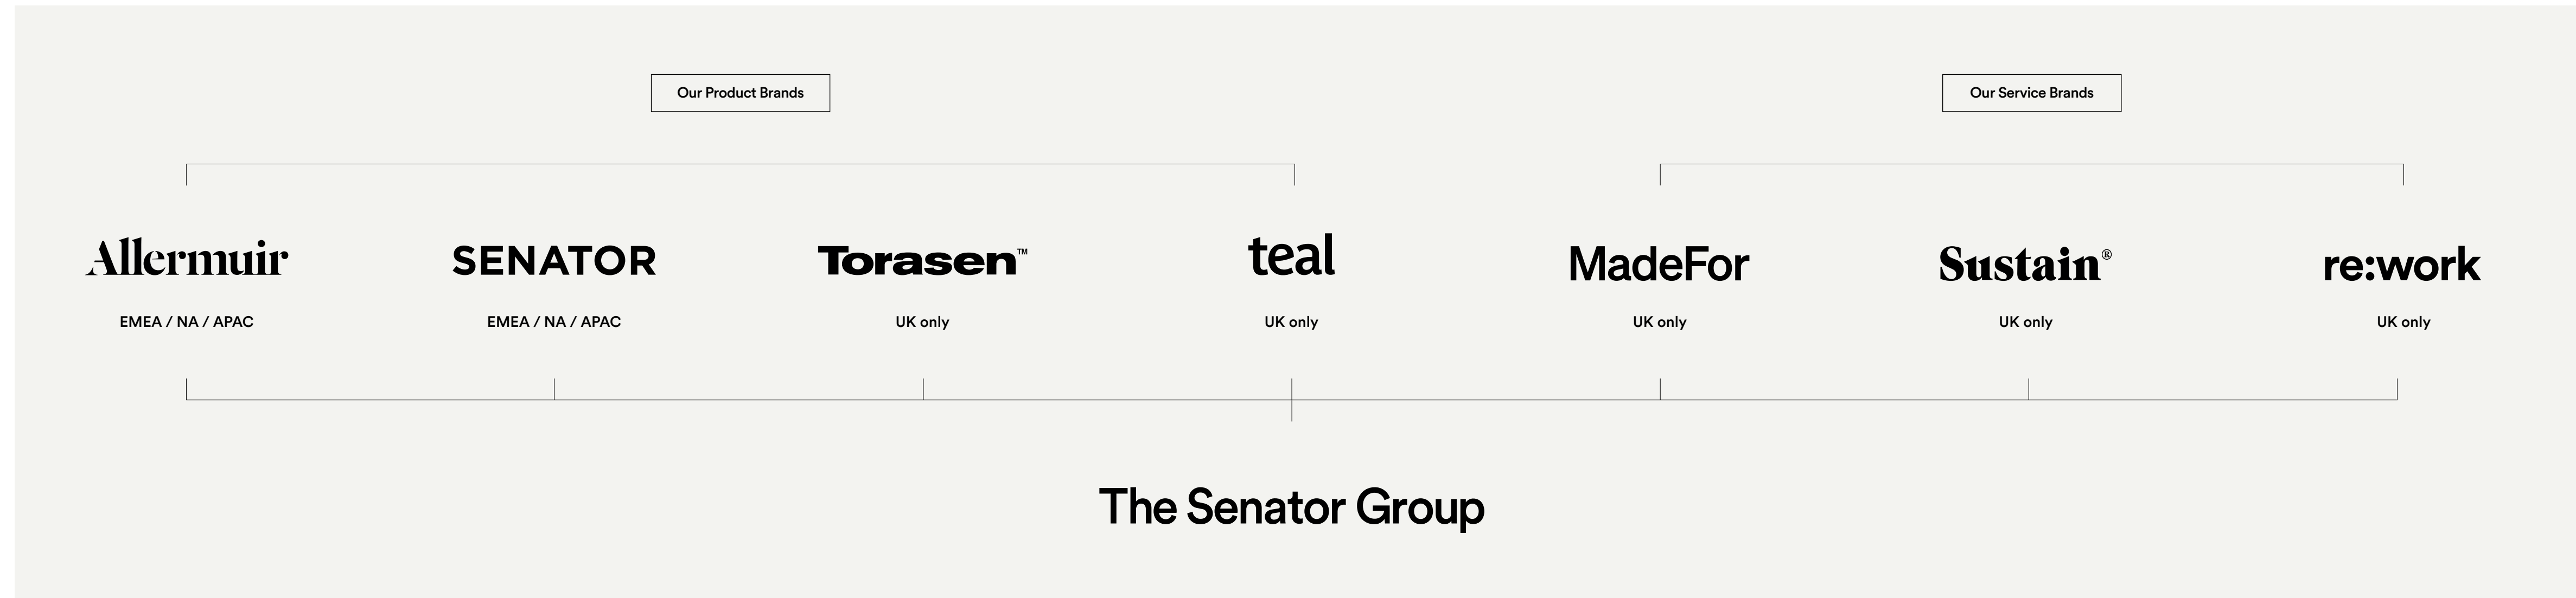 Our Product Brands
Our Service Brands
Allermuir
SENATOR
Torasen™
teal
MadeFor
Sustain®
re:work
EMEA / NA / APAC
EMEA / NA / APAC
UK only
UK only
UK only
UK only
UK only
The Senator Group